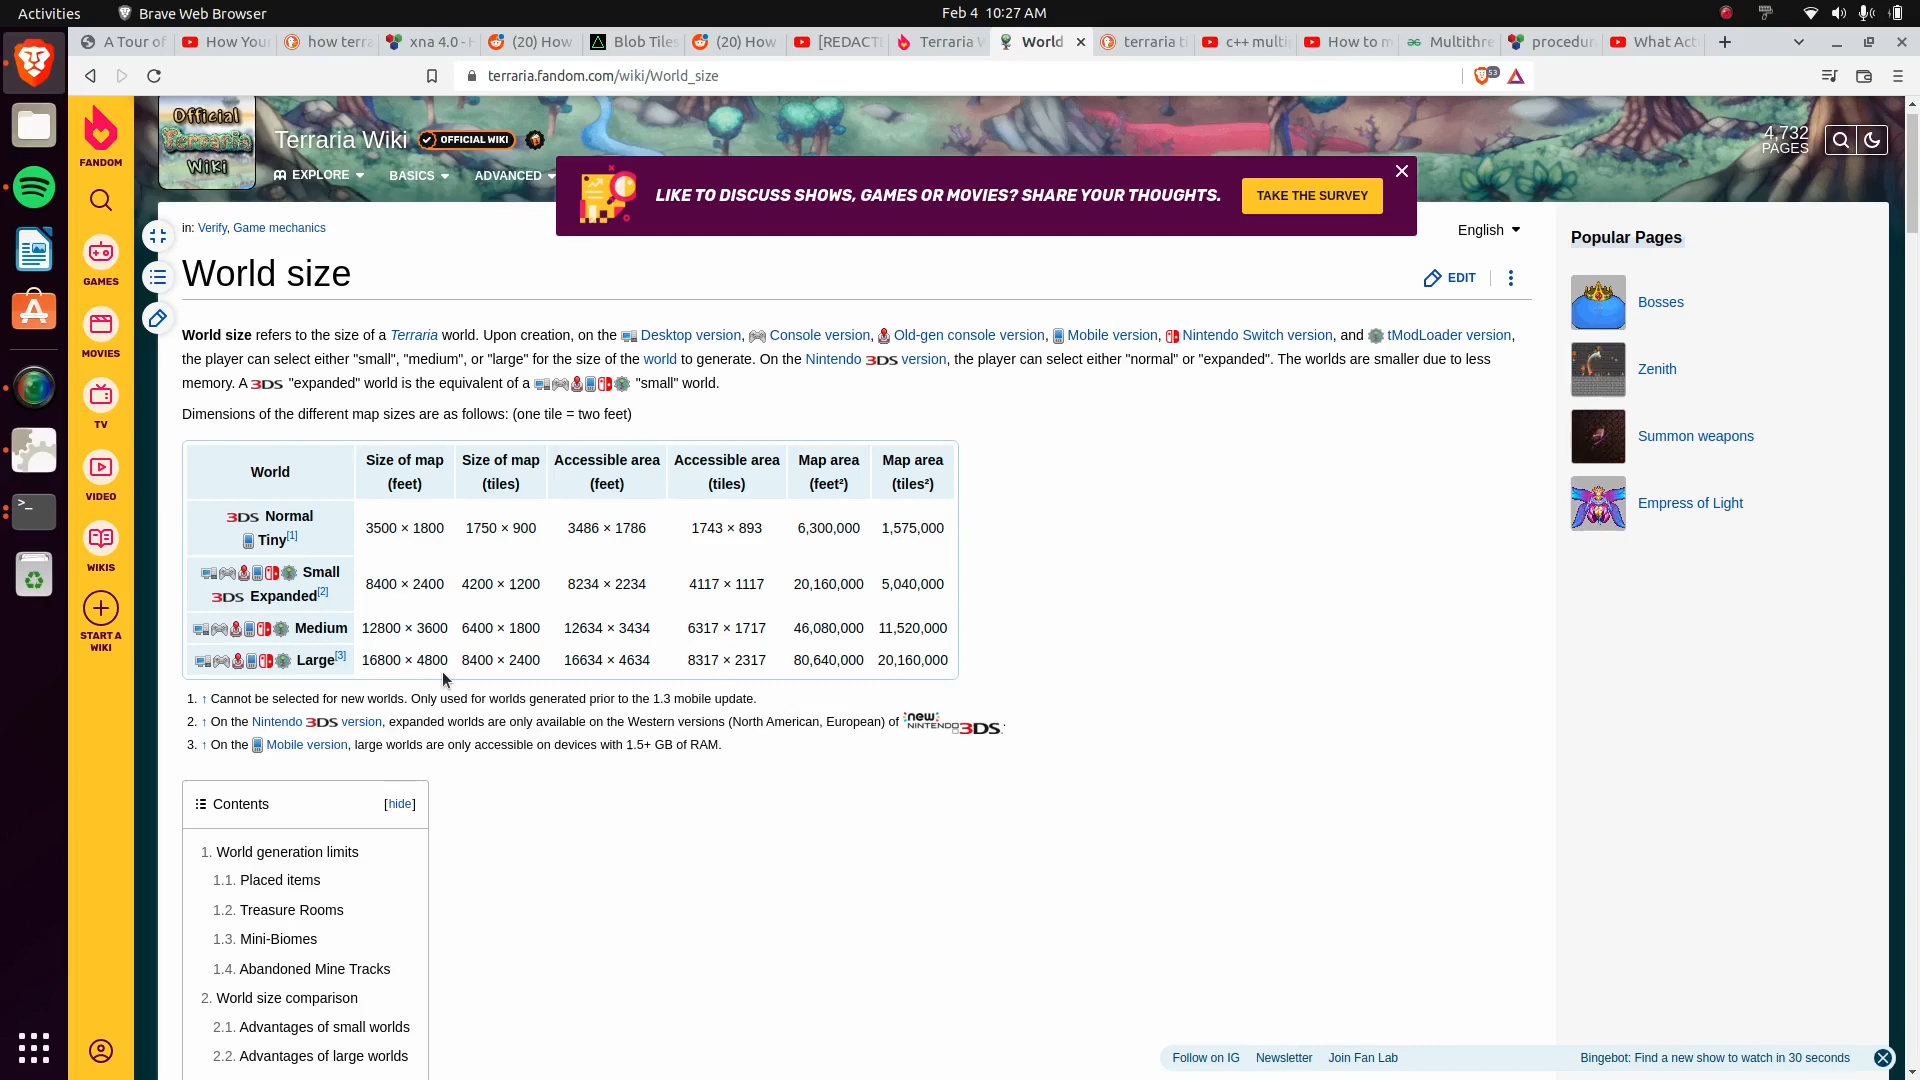 Activities
Brave Web Browser
Feb 4 10:27 AM
A Tour of
How Your
how terra
xna 4.0 - H
(20) How
Blob Tiles
(20) How
[REDACTE
Terraria W
World
terraria ti
c++ multi
How to m
Multithre
procedur
What Act
terraria.fandom.com/wiki/World_size
53
FANDOM
GAMES
MOVIES
TV
VIDEO
WIKIS
START A
WIKI
Official
Terraria
Wiki
Terraria Wiki
OFFICIAL WIKI
EXPLORE
BASICS
ADVANCED
4,732
PAGES
LIKE TO DISCUSS SHOWS, GAMES OR MOVIES? SHARE YOUR THOUGHTS.
TAKE THE SURVEY
in: Verify, Game mechanics
English
World size
EDIT
World size refers to the size of a Terraria world. Upon creation, on the Desktop version, Console version, Old-gen console version, Mobile version, Nintendo Switch version, and tModLoader version,
the player can select either "small", "medium", or "large" for the size of the world to generate. On the Nintendo 3DS version, the player can select either "normal" or "expanded". The worlds are smaller due to less
memory. A 3DS "expanded" world is the equivalent of a "small" world.
Dimensions of the different map sizes are as follows: (one tile = two feet)
World
Size of map (feet)
Size of map (tiles)
Accessible area (feet)
Accessible area (tiles)
Map area (feet²)
Map area (tiles²)
3DS Normal
Tiny[1]
3500 × 1800 1750 × 900 3486 × 1786 1743 × 893 6,300,000 1,575,000
Small
3DS Expanded[2]
8400 × 2400 4200 × 1200 8234 × 2234 4117 × 1117 20,160,000 5,040,000
Medium 12800 × 3600 6400 × 1800 12634 × 3434 6317 × 1717 46,080,000 11,520,000
Large[3] 16800 × 4800 8400 × 2400 16634 × 4634 8317 × 2317 80,640,000 20,160,000
1. ↑ Cannot be selected for new worlds. Only used for worlds generated prior to the 1.3 mobile update.
2. ↑ On the Nintendo 3DS version, expanded worlds are only available on the Western versions (North American, European) of new NINTENDO 3DS.
3. ↑ On the Mobile version, large worlds are only accessible on devices with 1.5+ GB of RAM.
Contents [hide]
1. World generation limits
1.1. Placed items
1.2. Treasure Rooms
1.3. Mini-Biomes
1.4. Abandoned Mine Tracks
2. World size comparison
2.1. Advantages of small worlds
2.2. Advantages of large worlds
Popular Pages
Bosses
Zenith
Summon weapons
Empress of Light
Follow on IG
Newsletter
Join Fan Lab
Bingebot: Find a new show to watch in 30 seconds